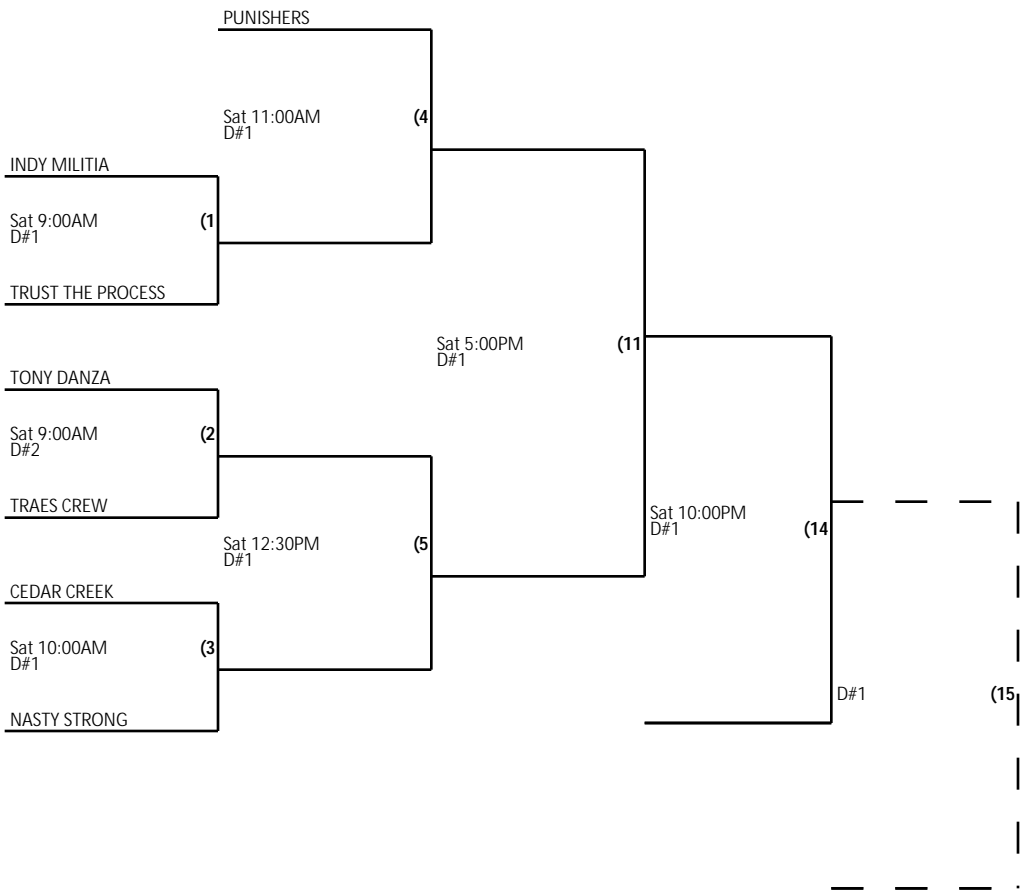 PUNISHERS
Sat 11:00AM (4
D#1
INDY MILITIA
Sat 9:00AM (1
D#1
TRUST THE PROCESS
Sat 5:00PM (11
D#1
TONY DANZA
Sat 9:00AM (2
D#2
TRAES CREW
Sat 10:00PM (14
D#1
Sat 12:30PM (5
D#1
CEDAR CREEK
Sat 10:00AM (3
D#1
D#1 (15
NASTY STRONG